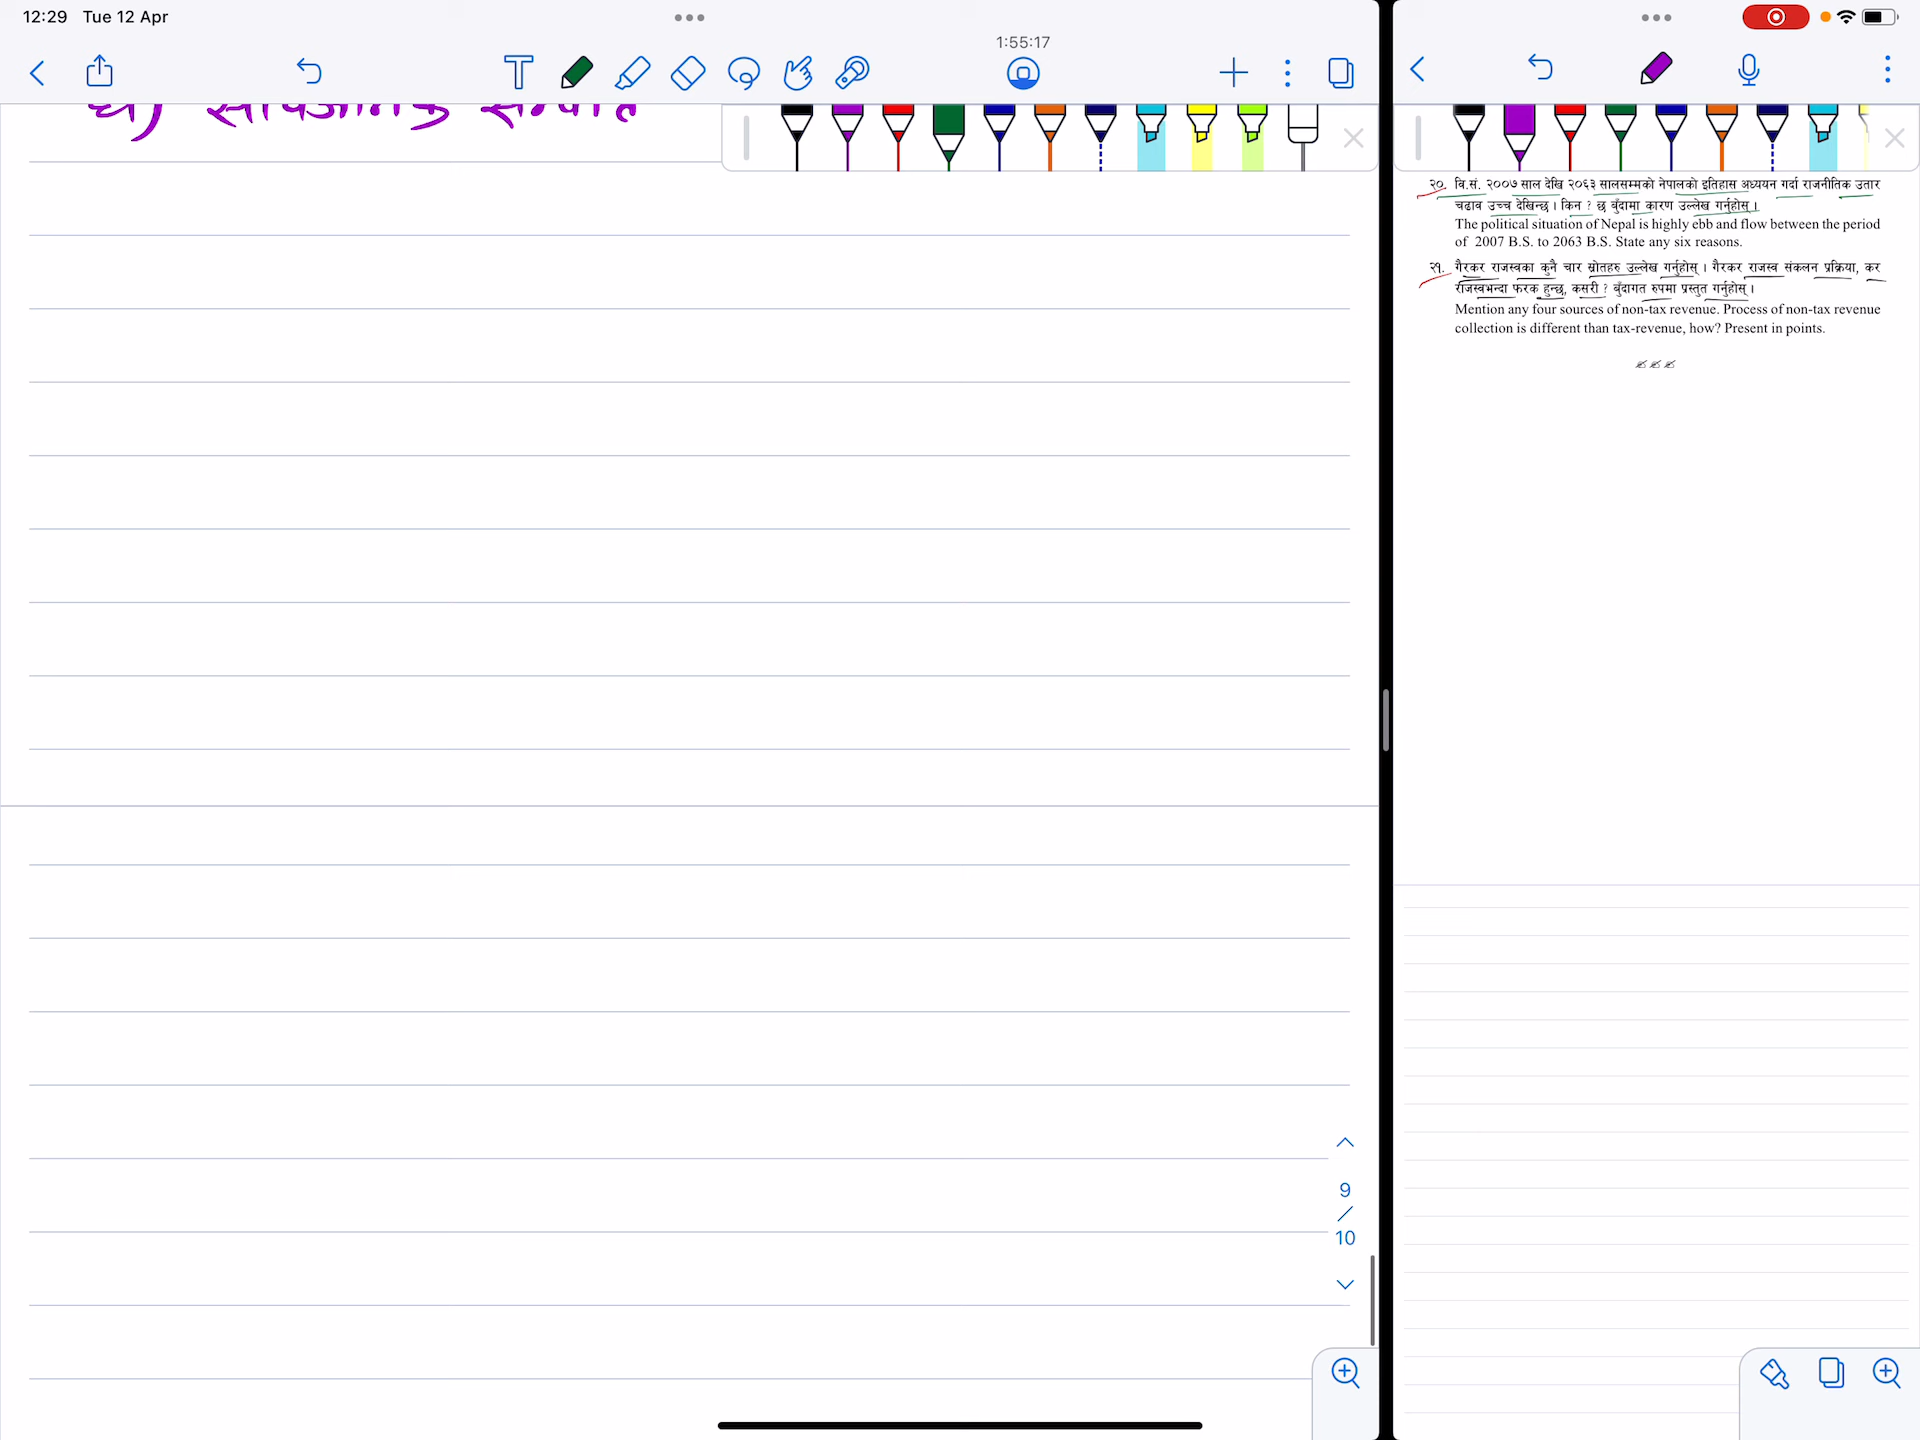 12:29 Tue 12 Apr
1:55:17
२०. वि.सं. २००७ साल देखि २०६३ सालसम्मको नेपालको इतिहास अध्ययन गर्दा राजनीतिक उतार
चढाव उच्च देखिन्छ । किन ? छ बुँदामा कारण उल्लेख गर्नुहोस् ।
The political situation of Nepal is highly ebb and flow between the period
of 2007 B.S. to 2063 B.S. State any six reasons.
२१. गैरकर राजस्वका कुनै चार स्रोतहरु उल्लेख गर्नुहोस् । गैरकर राजस्व संकलन प्रक्रिया, कर
राजस्वभन्दा फरक हुन्छ, कसरी ? बुँदागत रुपमा प्रस्तुत गर्नुहोस् ।
Mention any four sources of non-tax revenue. Process of non-tax revenue
collection is different than tax-revenue, how? Present in points.
9
/
10